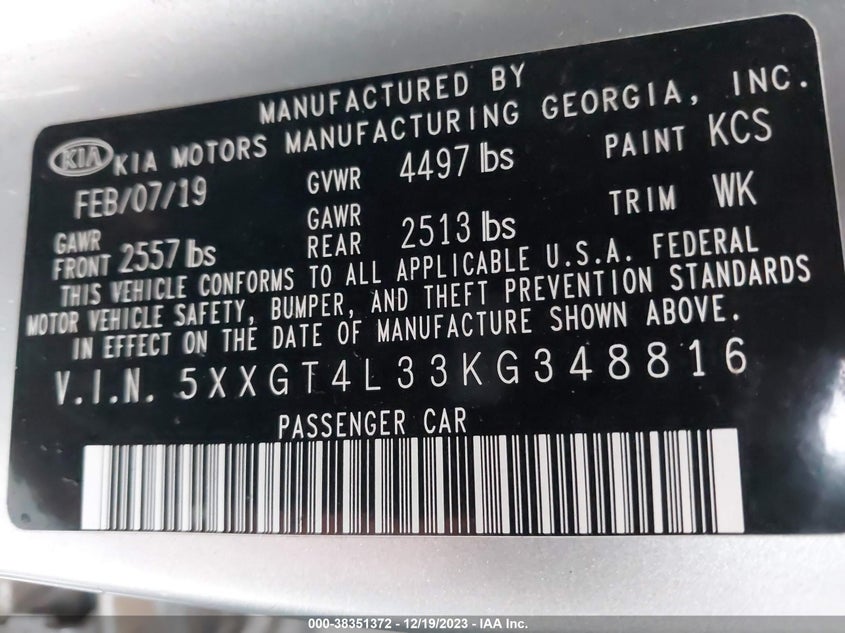 MANUFACTURED BY
KIA KIA MOTORS MANUFACTURING GEORGIA, INC.
FEB/07/19 GVWR 4497 lbs PAINT KCS
GAWR FRONT 2557 lbs GAWR REAR 2513 lbs TRIM WK
THIS VEHICLE CONFORMS TO ALL APPLICABLE U.S.A. FEDERAL
MOTOR VEHICLE SAFETY, BUMPER, AND THEFT PREVENTION STANDARDS
IN EFFECT ON THE DATE OF MANUFACTURE SHOWN ABOVE.
V.I.N. 5XXGT4L33KG348816
PASSENGER CAR
000-38351372 - 12/19/2023 - IAA Inc.